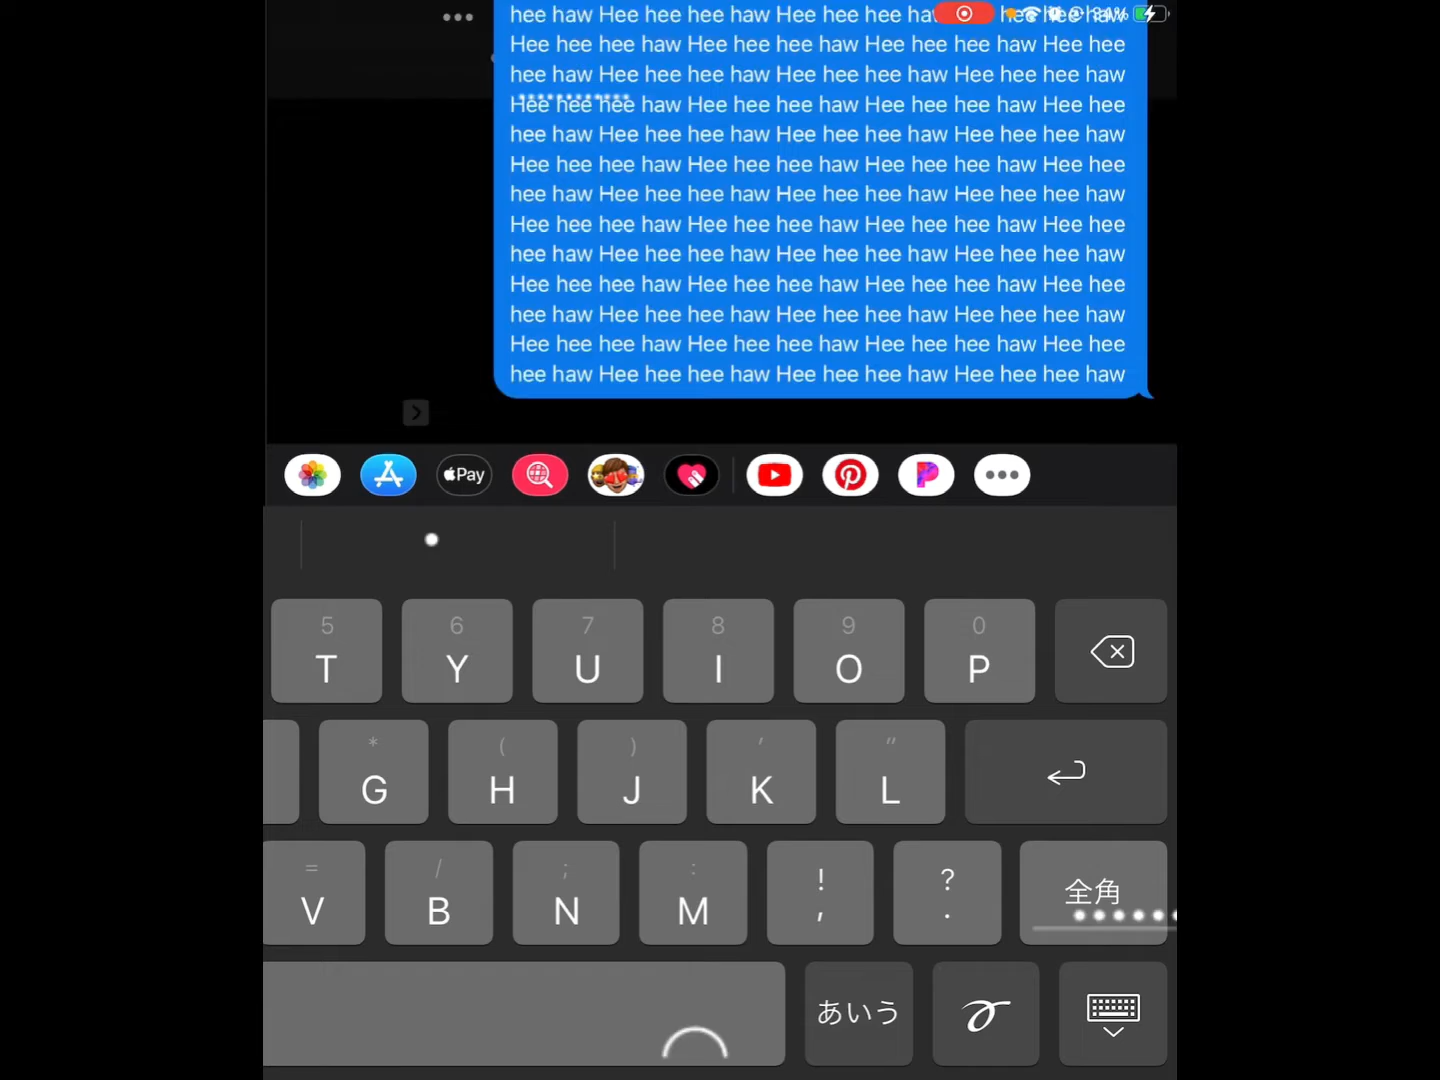 hee haw Hee hee hee haw Hee hee hee haw hee hee haw
Hee hee hee haw Hee hee hee haw Hee hee hee haw Hee hee
hee haw Hee hee hee haw Hee hee hee haw Hee hee hee haw
Hee hee hee haw Hee hee hee haw Hee hee hee haw Hee hee
hee haw Hee hee hee haw Hee hee hee haw Hee hee hee haw
Hee hee hee haw Hee hee hee haw Hee hee hee haw Hee hee
hee haw Hee hee hee haw Hee hee hee haw Hee hee hee haw
Hee hee hee haw Hee hee hee haw Hee hee hee haw Hee hee
hee haw Hee hee hee haw Hee hee hee haw Hee hee hee haw
Hee hee hee haw Hee hee hee haw Hee hee hee haw Hee hee
hee haw Hee hee hee haw Hee hee hee haw Hee hee hee haw
Hee hee hee haw Hee hee hee haw Hee hee hee haw Hee hee
hee haw Hee hee hee haw Hee hee hee haw Hee hee hee haw
Pay
5 6 7 8 9 0
T Y U I O P
* ( ) ' "
G H J K L
= / ; : ! ?
V B N M , . 全角
あいう